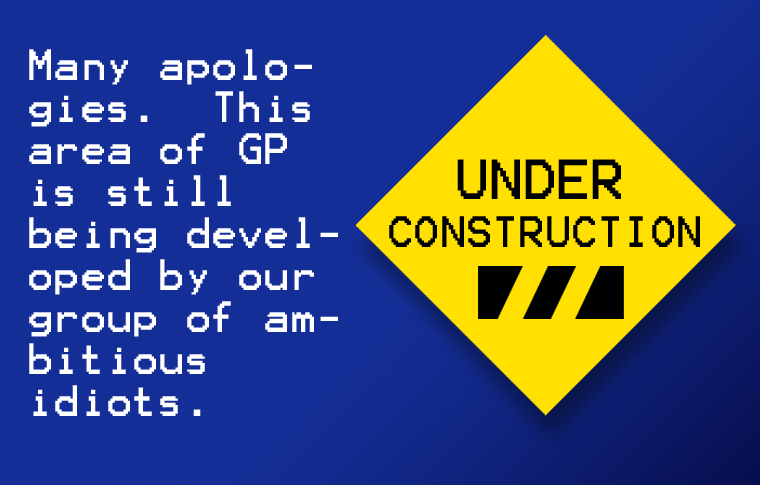 Many apolo-
gies.  This
area of GP
is still
being devel-
oped by our
group of am-
bitious
idiots.
UNDER
CONSTRUCTION